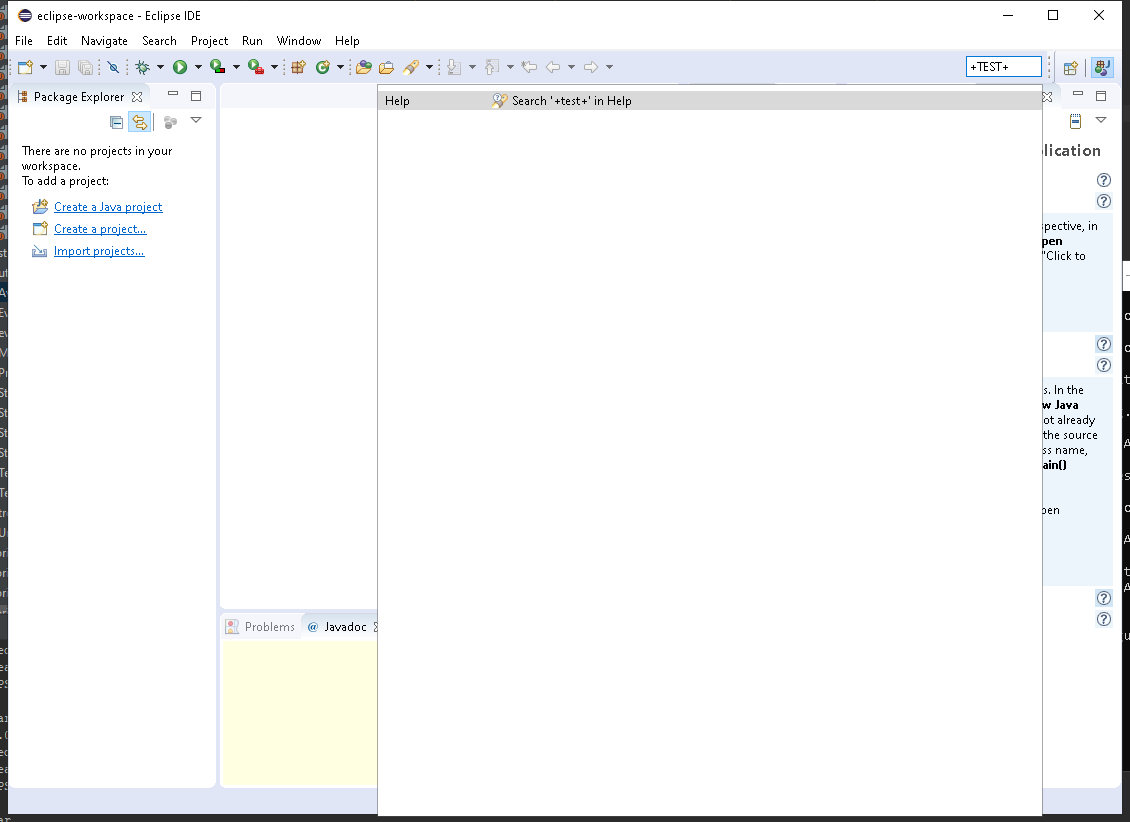 eclipse-workspace - Eclipse IDE
File Edit Navigate Search Project Run Window Help
+TEST+
Package Explorer
There are no projects in your
workspace.
To add a project:
Create a Java project
Create a project...
Import projects...
Help Search '+test+' in Help
Problems @ Javadoc
lication
spective, in
pen
"Click to
s. In the
w Java
ot already
the source
ss name,
ain()
pen